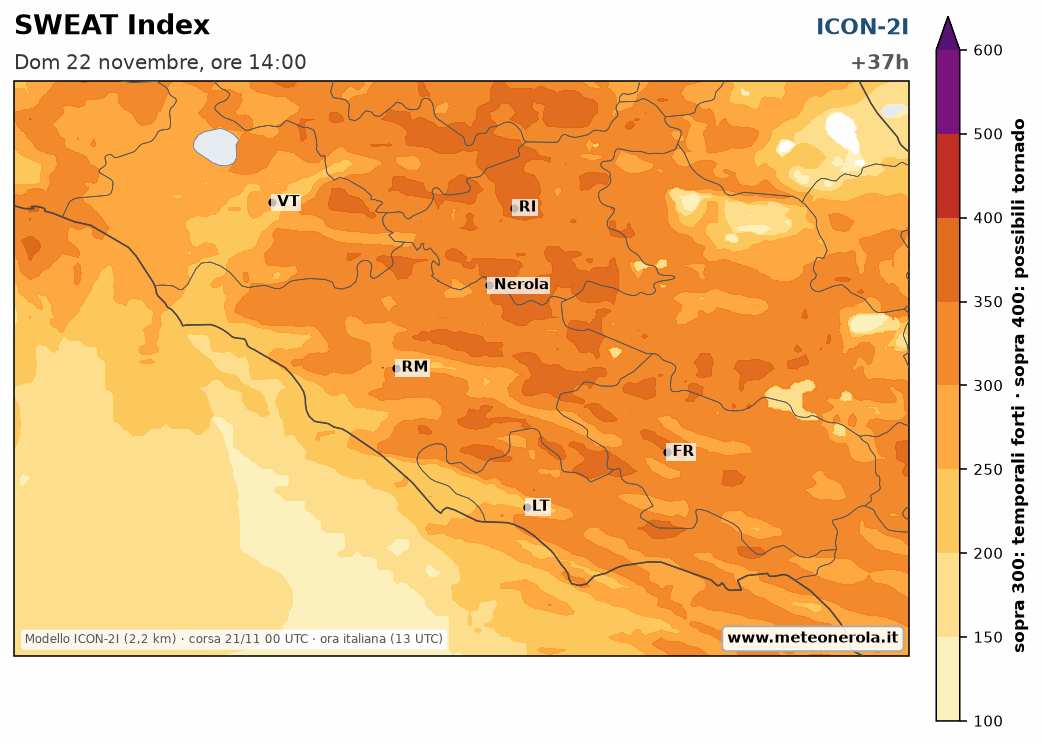 SWEAT Index
ICON-2I
Dom 22 novembre, ore 14:00
+37h
VT
RI
Nerola
RM
FR
LT
Modello ICON-2I (2,2 km) · corsa 21/11 00 UTC · ora italiana (13 UTC)
www.meteonerola.it
600
500
400
350
300
250
200
150
100
sopra 300: temporali forti · sopra 400: possibili tornado